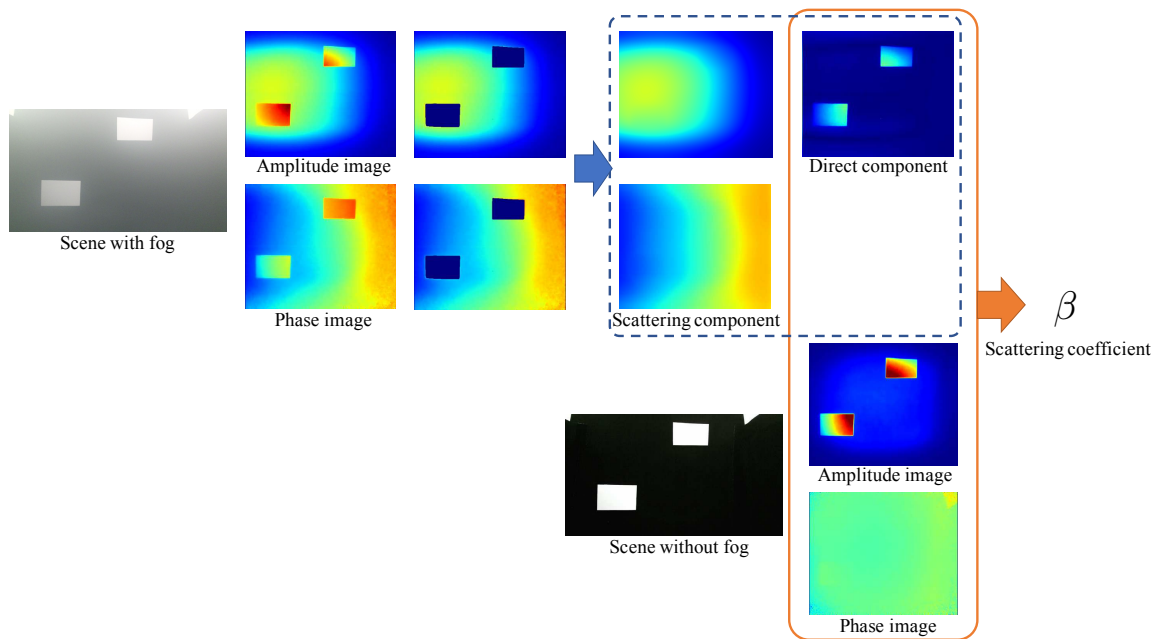 Amplitude image
Direct component
Scene with fog
Phase image
Scattering component
β
Scattering coefficient
Amplitude image
Scene without fog
Phase image